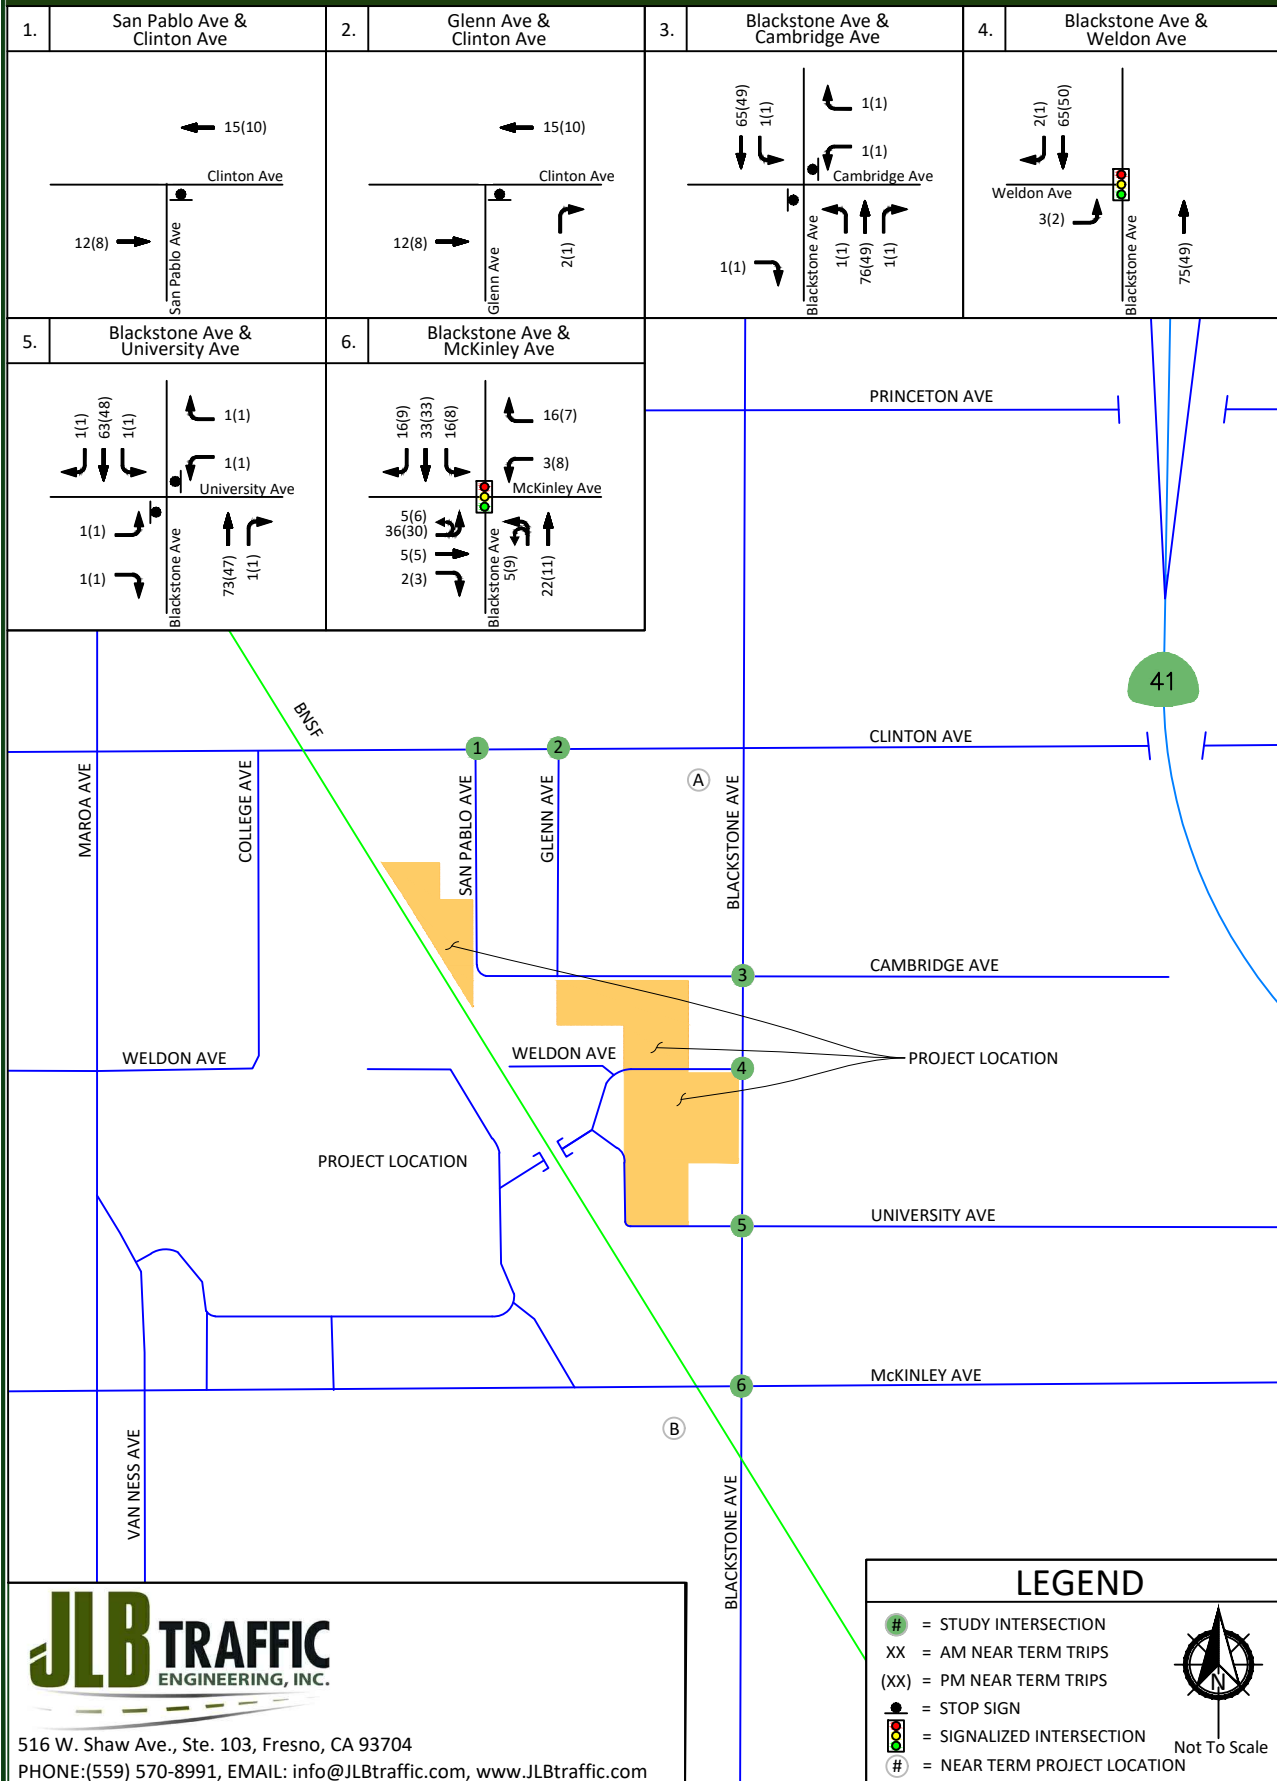 1.
San Pablo Ave &
Clinton Ave
15(10)
Clinton Ave
12(8)
San Pablo Ave
2.
Glenn Ave &
Clinton Ave
15(10)
Clinton Ave
12(8)
Glenn Ave
2(1)
3.
Blackstone Ave &
Cambridge Ave
65(49)
1(1)
1(1)
1(1)
Cambridge Ave
1(1)
Blackstone Ave
1(1)
76(49)
1(1)
4.
Blackstone Ave &
Weldon Ave
2(1)
65(50)
Weldon Ave
3(2)
Blackstone Ave
75(49)
5.
Blackstone Ave &
University Ave
1(1)
63(48)
1(1)
1(1)
1(1)
University Ave
1(1)
1(1)
Blackstone Ave
73(47)
1(1)
6.
Blackstone Ave &
McKinley Ave
16(9)
33(33)
16(8)
16(7)
3(8)
McKinley Ave
5(6)
36(30)
5(5)
2(3)
Blackstone Ave
5(9)
22(11)
PRINCETON AVE
41
BNSF
CLINTON AVE
1
2
A
MAROA AVE
COLLEGE AVE
SAN PABLO AVE
GLENN AVE
BLACKSTONE AVE
CAMBRIDGE AVE
3
WELDON AVE
WELDON AVE
4
PROJECT LOCATION
PROJECT LOCATION
UNIVERSITY AVE
5
McKINLEY AVE
6
B
VAN NESS AVE
BLACKSTONE AVE
JLB TRAFFIC
ENGINEERING, INC.
516 W. Shaw Ave., Ste. 103, Fresno, CA 93704
PHONE:(559) 570-8991, EMAIL: info@JLBtraffic.com, www.JLBtraffic.com
LEGEND
# = STUDY INTERSECTION
XX = AM NEAR TERM TRIPS
(XX) = PM NEAR TERM TRIPS
= STOP SIGN
= SIGNALIZED INTERSECTION
# = NEAR TERM PROJECT LOCATION
N
Not To Scale